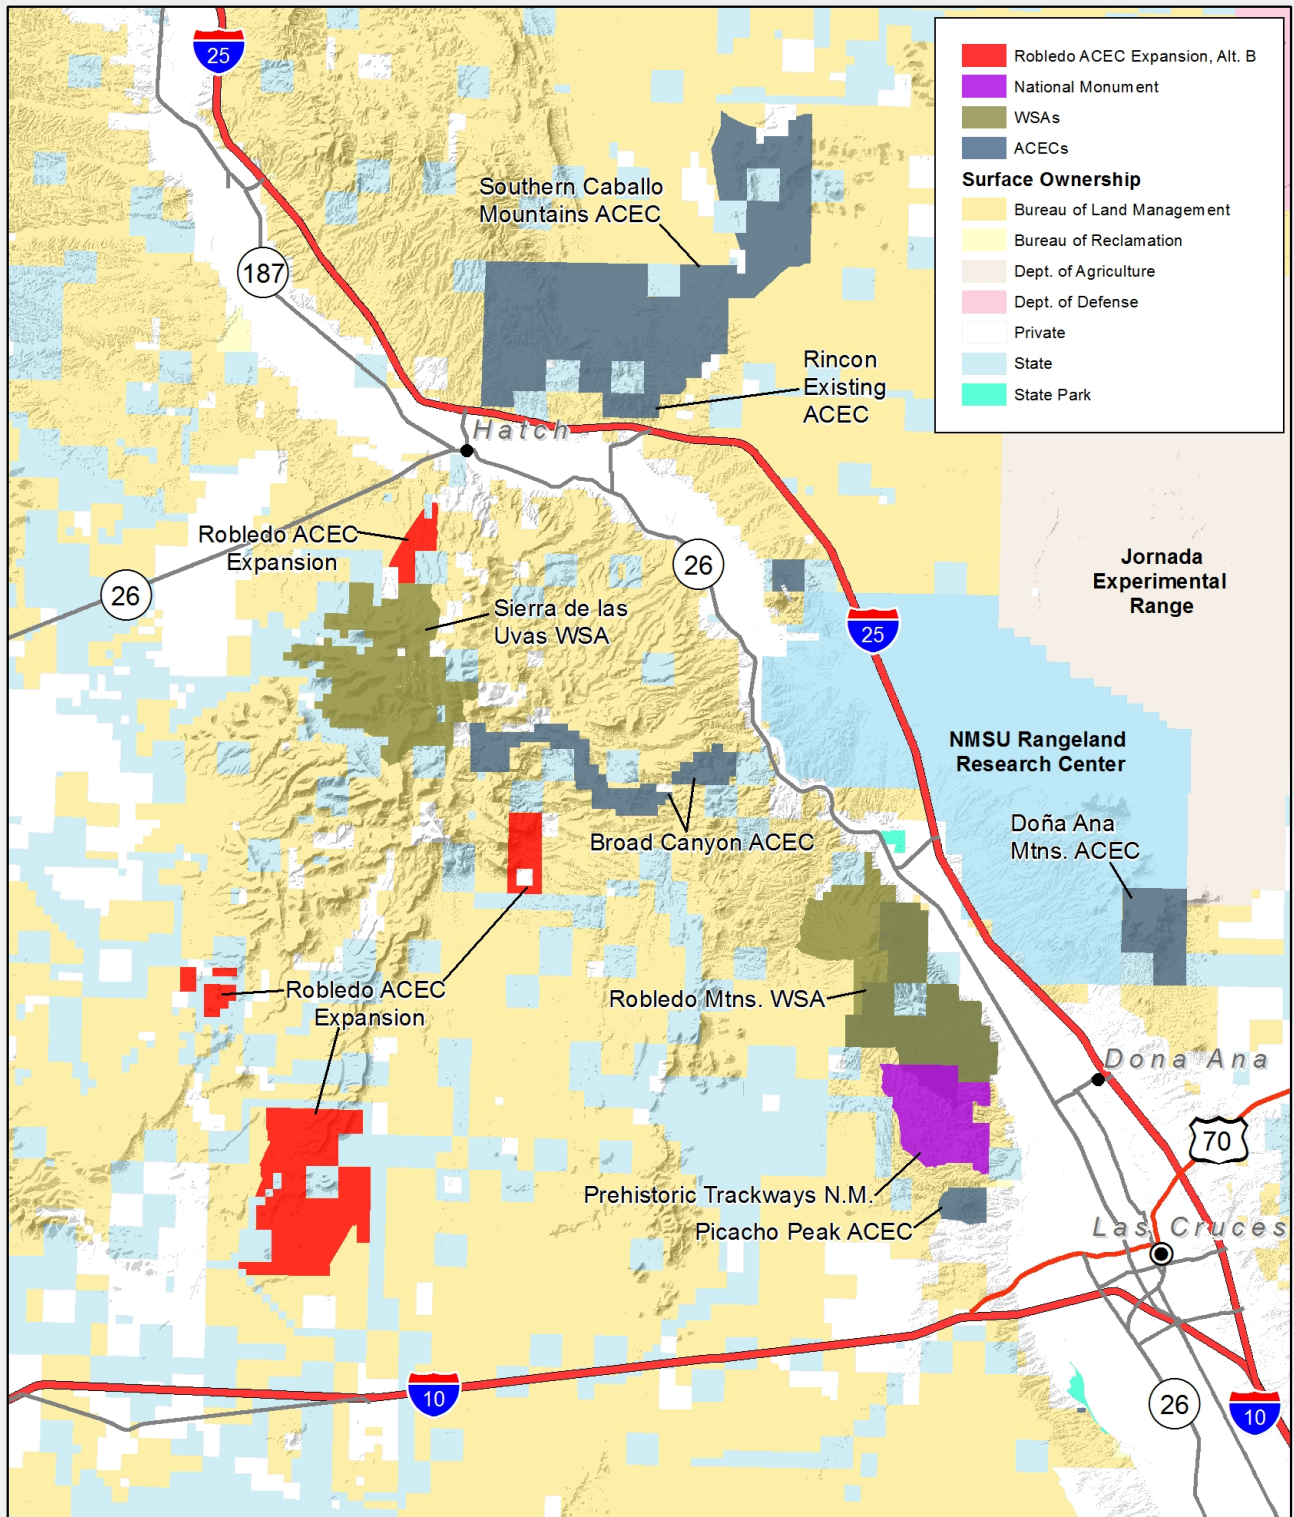 25
Robledo ACEC Expansion, Alt. B
National Monument
WSAs
ACECs
Surface Ownership
Bureau of Land Management
Bureau of Reclamation
Dept. of Agriculture
Dept. of Defense
Private
State
State Park
Southern Caballo
Mountains ACEC
187
Rincon
Existing
ACEC
Hatch
Robledo ACEC
Expansion
26
26
Jornada
Experimental
Range
Sierra de las
Uvas WSA
25
NMSU Rangeland
Research Center
Broad Canyon ACEC
Doña Ana
Mtns. ACEC
Robledo ACEC
Expansion
Robledo Mtns. WSA
Dona Ana
70
Prehistoric Trackways N.M.
Picacho Peak ACEC
Las Cruces
10
26
10